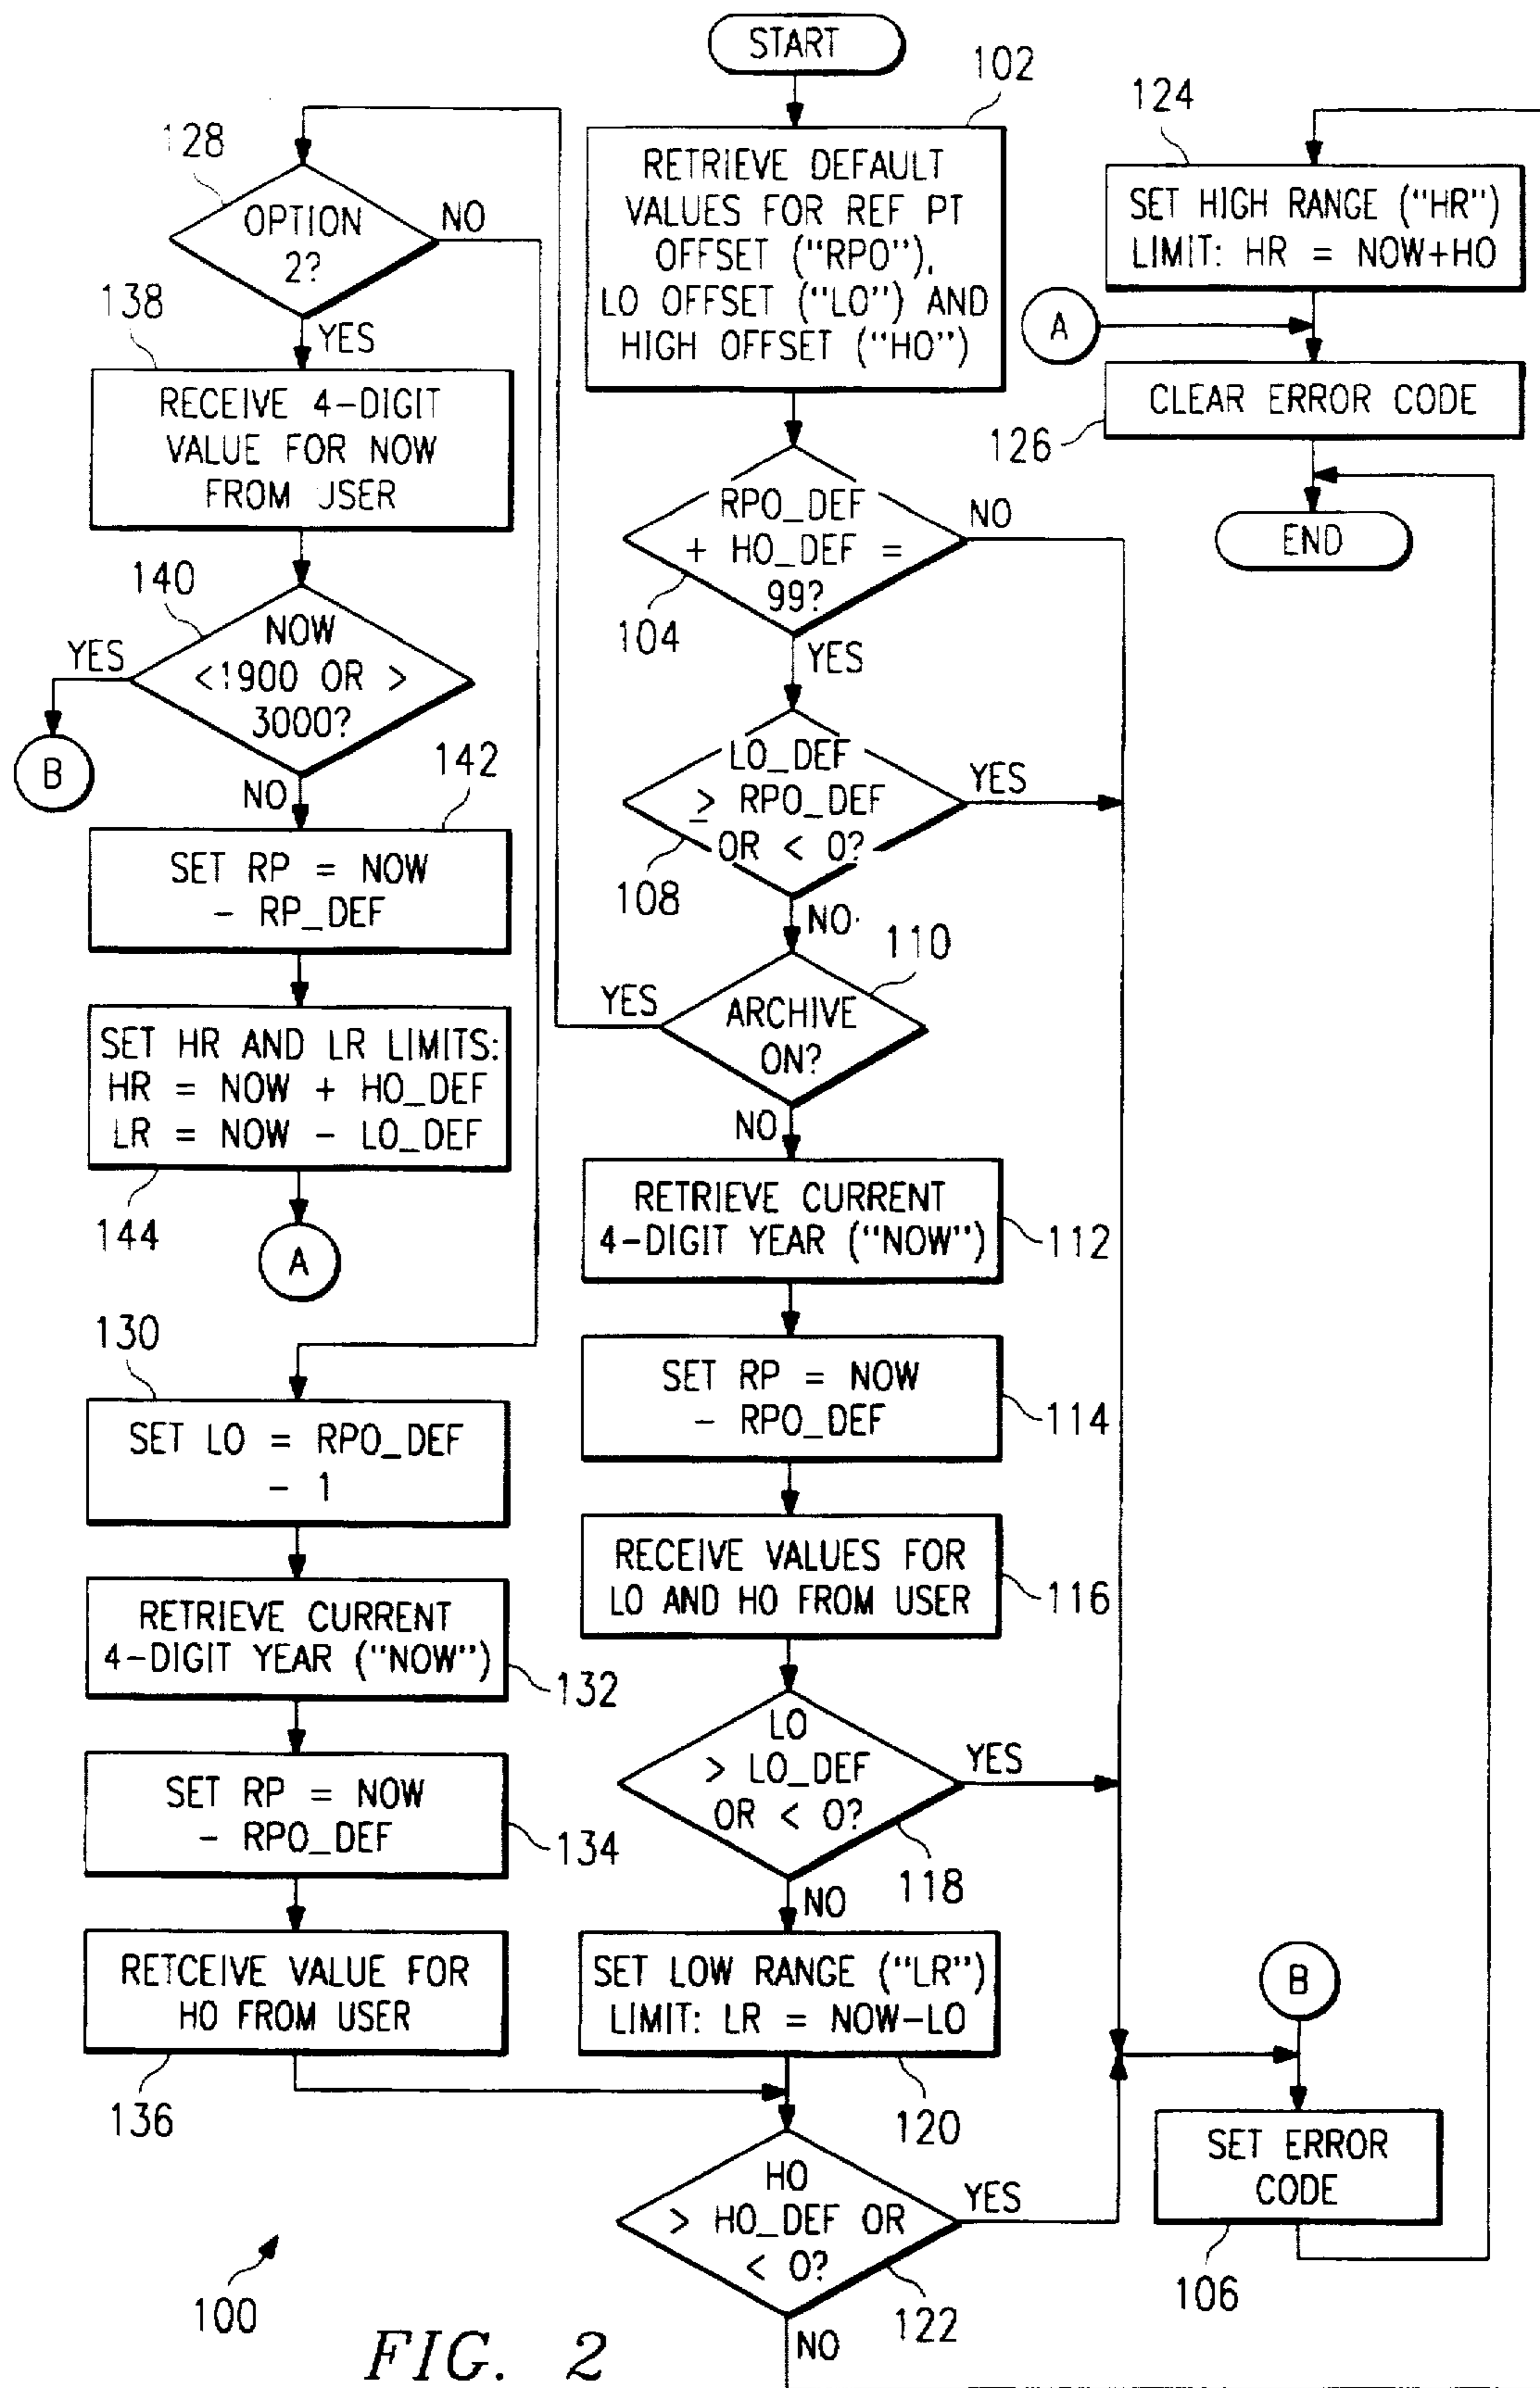 START
102
RETRIEVE DEFAULT
VALUES FOR REF PT
OFFSET ("RPO"),
LO OFFSET ("LO") AND
HIGH OFFSET ("HO")
RPO_DEF
+ HO_DEF =
99?
104
NO
YES
LO_DEF
≥ RPO_DEF
OR < 0?
108
YES
NO
110
ARCHIVE
ON?
YES
NO
RETRIEVE CURRENT
4-DIGIT YEAR ("NOW")
112
SET RP = NOW
- RPO_DEF
114
RECEIVE VALUES FOR
LO AND HO FROM USER
116
LO
> LO_DEF
OR < 0?
118
YES
NO
SET LOW RANGE ("LR")
LIMIT: LR = NOW-LO
120
HO
> HO_DEF OR
< 0?
122
YES
NO
128
OPTION
2?
NO
YES
138
RECEIVE 4-DIGIT
VALUE FOR NOW
FROM JSER
140
NOW
<1900 OR >
3000?
YES
B
NO
142
SET RP = NOW
- RP_DEF
SET HR AND LR LIMITS:
HR = NOW + HO_DEF
LR = NOW - LO_DEF
144
A
130
SET LO = RPO_DEF
- 1
RETRIEVE CURRENT
4-DIGIT YEAR ("NOW")
132
SET RP = NOW
- RPO_DEF
134
RETCEIVE VALUE FOR
HO FROM USER
136
124
SET HIGH RANGE ("HR")
LIMIT: HR = NOW+HO
A
CLEAR ERROR CODE
126
END
B
SET ERROR
CODE
106
100
FIG. 2